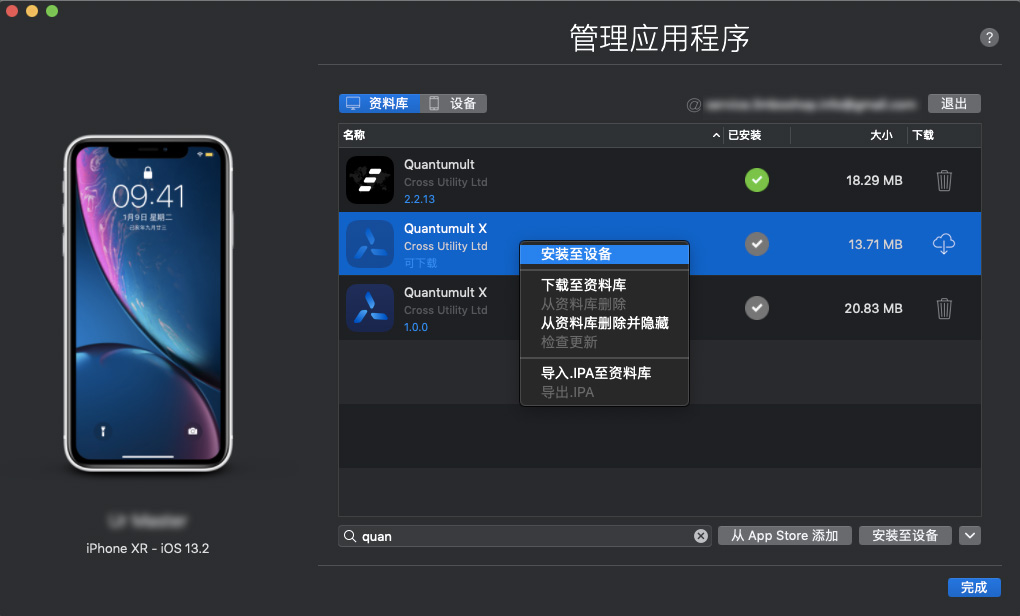 管理应用程序
?
资料库 设备
@
退出
名称 已安装 大小 下载
Quantumult
Cross Utility Ltd
2.2.13
18.29 MB
Quantumult X
Cross Utility Ltd
可下载
13.71 MB
Quantumult X
Cross Utility Ltd
1.0.0
20.83 MB
安装至设备
下载至资料库
从资料库删除
从资料库删除并隐藏
检查更新
导入.IPA至资料库
导出.IPA
09:41
1月9日 星期二
iPhone XR - iOS 13.2
quan
从 App Store 添加
安装至设备
完成